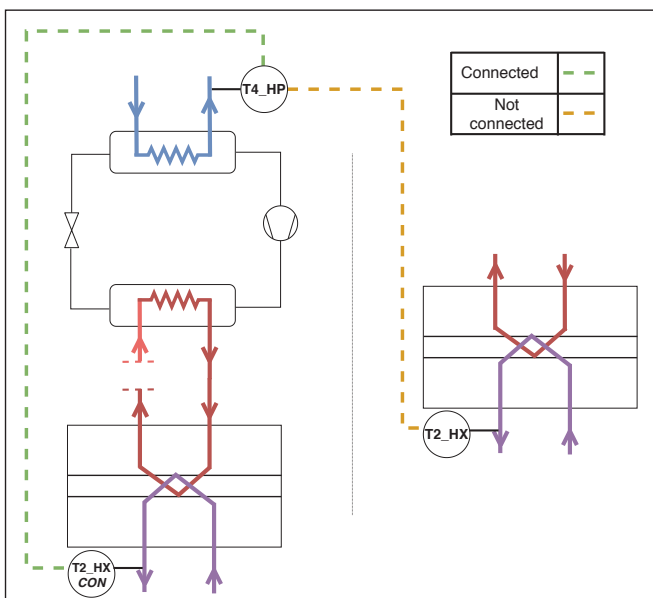 T4_HP
Connected
Not
connected
T2_HX
T2_HX
CON